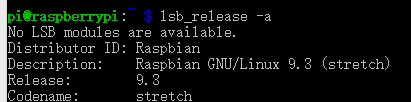 pi@raspberrypi: $ lsb_release -a
No LSB modules are available.
Distributor ID: Raspbian
Description: Raspbian GNU/Linux 9.3 (stretch)
Release: 9.3
Codename: stretch